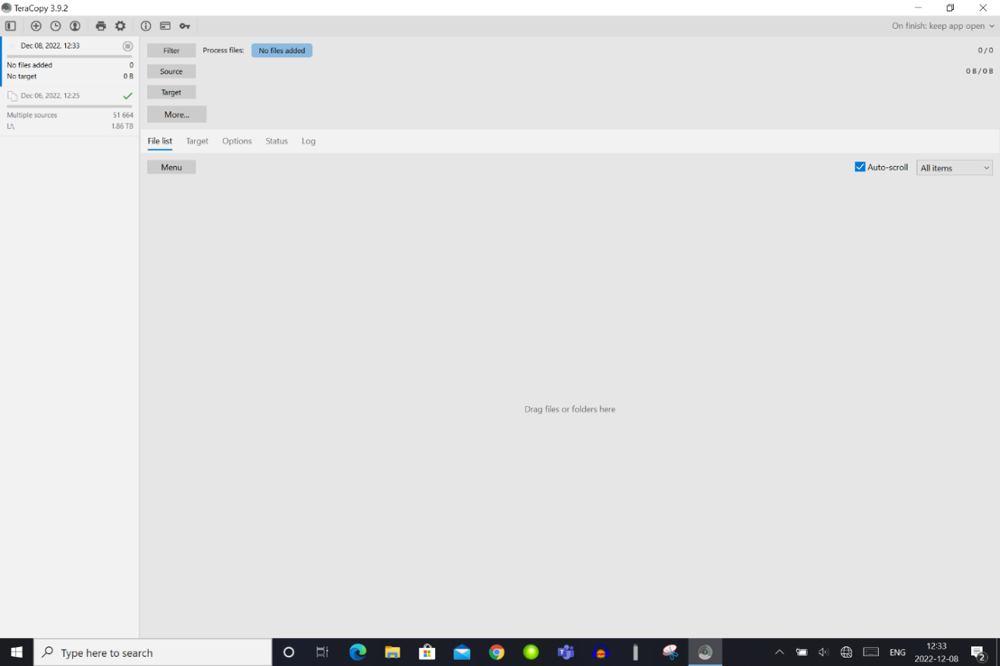 TeraCopy 3.9.2
On finish: keep app open
Dec 08, 2022, 12:33
No files added 0
No target 0 B
Dec 06, 2022, 12:25
Multiple sources 51 664
L:\ 1.86 TB
Filter Process files: No files added 0 / 0
Source 0 B / 0 B
Target
More...
File list Target Options Status Log
Menu Auto-scroll All items
Drag files or folders here
Type here to search
ENG
12:33
2022-12-08
2